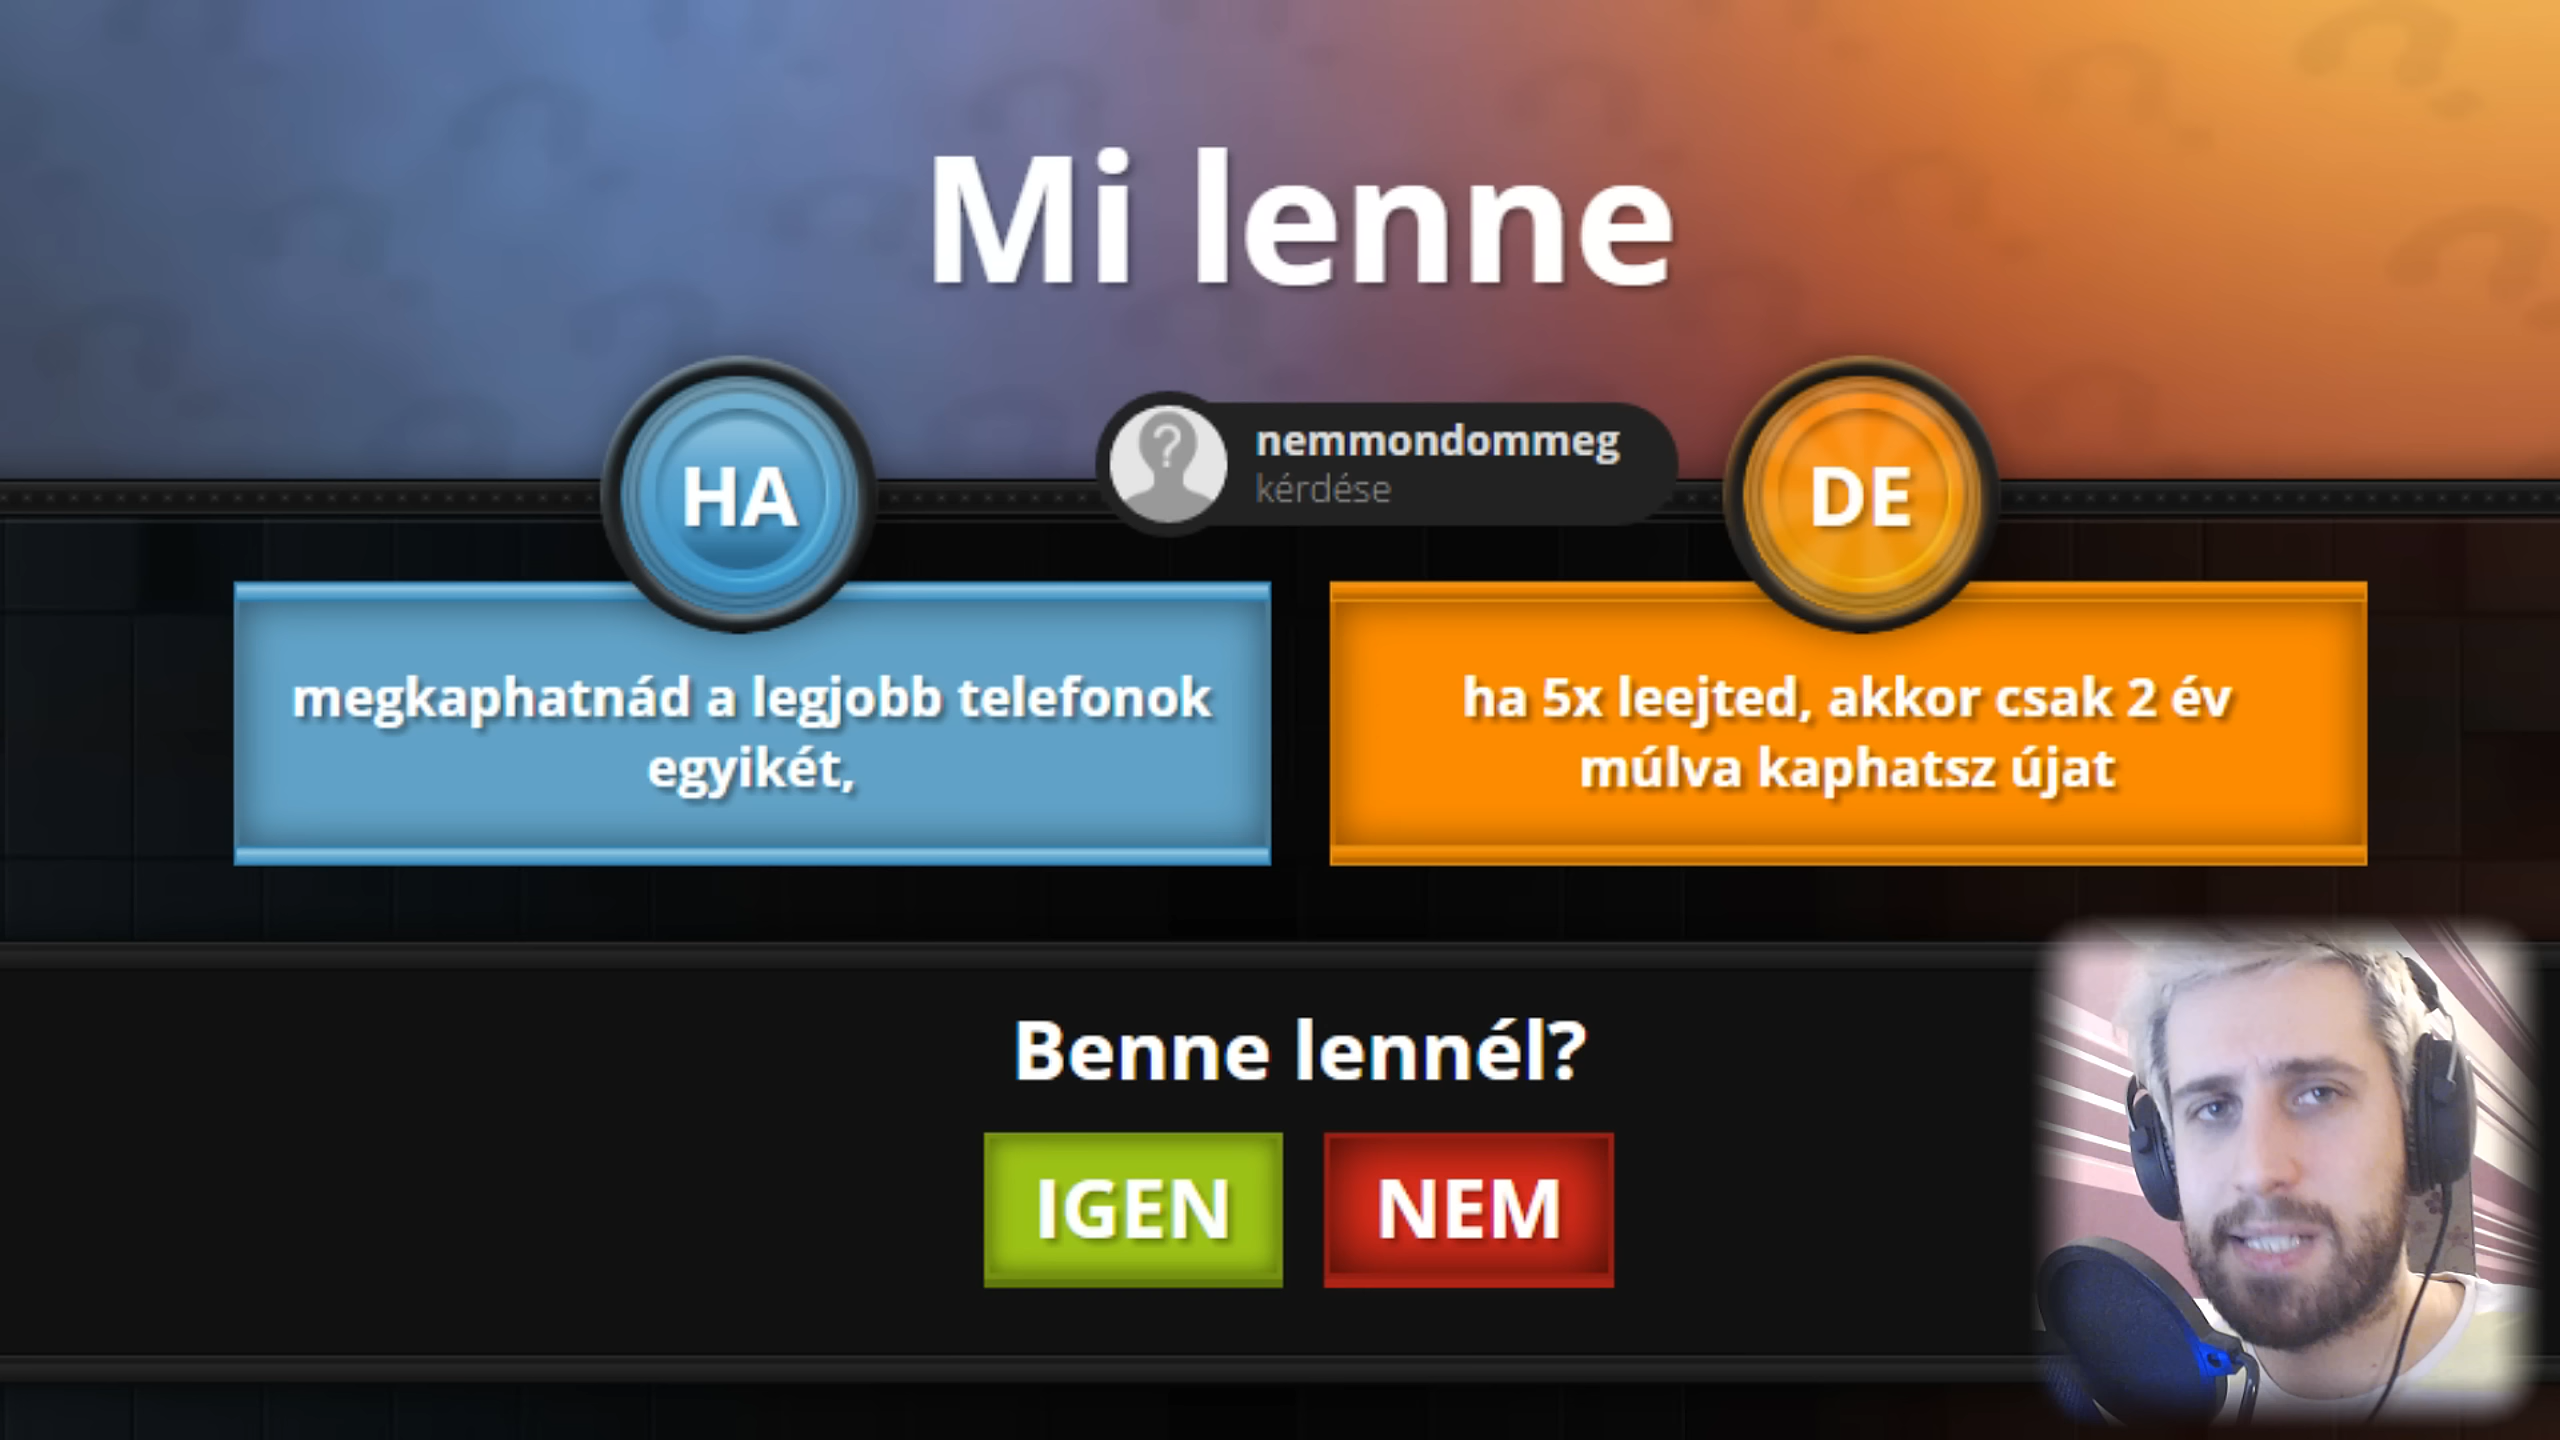 Mi lenne
HA
nemmondommeg
kérdése
DE
megkaphatnád a legjobb telefonok
egyikét,
ha 5x leejted, akkor csak 2 év
múlva kaphatsz újat
Benne lennél?
IGEN
NEM